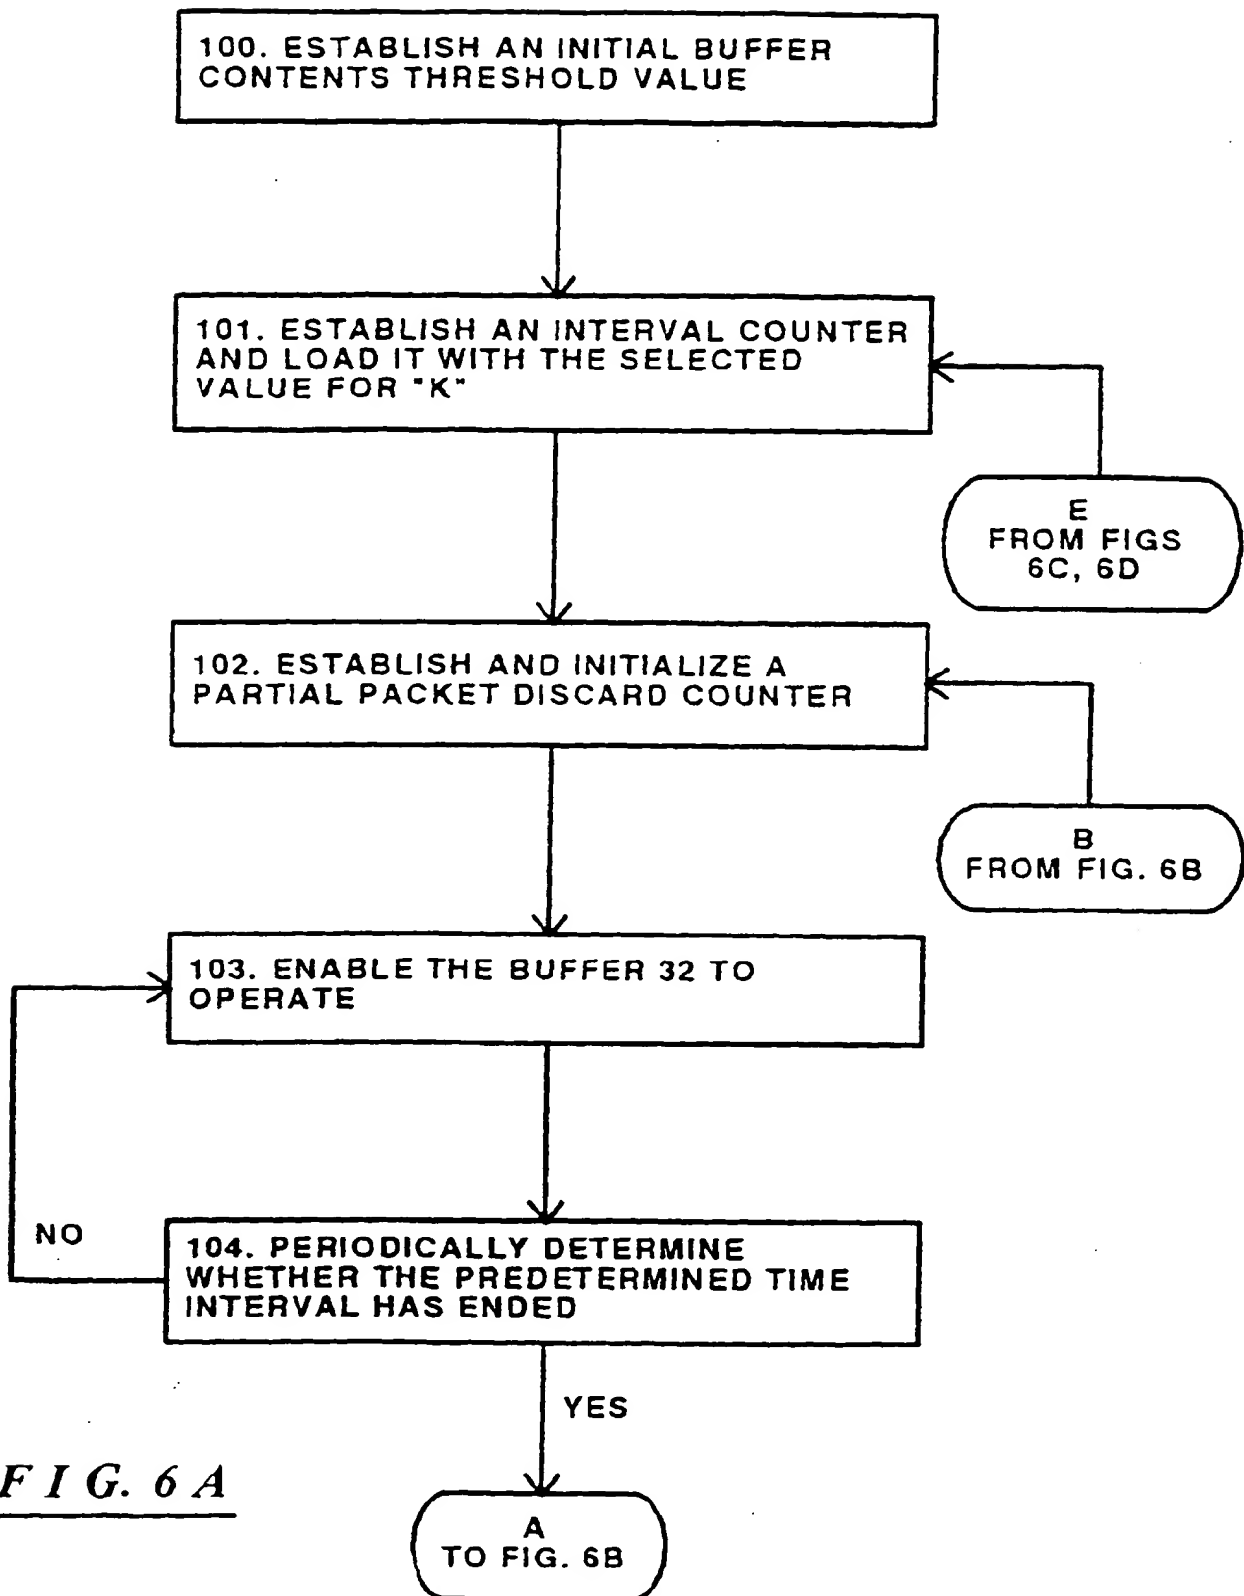 100. ESTABLISH AN INITIAL BUFFER
CONTENTS THRESHOLD VALUE
101. ESTABLISH AN INTERVAL COUNTER
AND LOAD IT WITH THE SELECTED
VALUE FOR "K"
E
FROM FIGS
6C, 6D
102. ESTABLISH AND INITIALIZE A
PARTIAL PACKET DISCARD COUNTER
B
FROM FIG. 6B
103. ENABLE THE BUFFER 32 TO
OPERATE
NO
104. PERIODICALLY DETERMINE
WHETHER THE PREDETERMINED TIME
INTERVAL HAS ENDED
YES
FIG. 6A
A
TO FIG. 6B